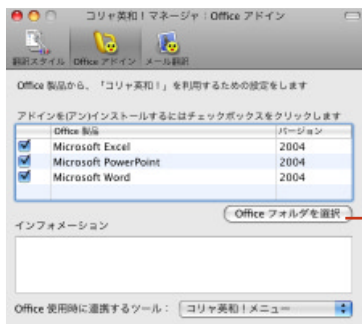 コリャ英和！マネージャ：Office アドイン
翻訳スタイル Office アドイン メール翻訳
Office 製品から、「コリャ英和！」を利用するための設定をします
アドインを(アン)インストールするにはチェックボックスをクリックします
Office 製品 バージョン
Microsoft Excel 2004
Microsoft PowerPoint 2004
Microsoft Word 2004
Office フォルダを選択
インフォメーション
Office 使用時に連携するツール： コリャ英和！メニュー